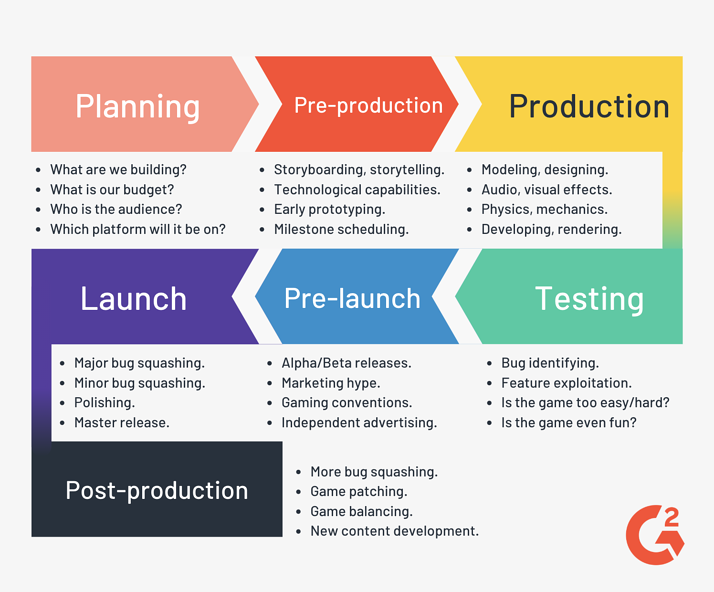 Planning
Pre-production
Production
• What are we building?
• What is our budget?
• Who is the audience?
• Which platform will it be on?
• Storyboarding, storytelling.
• Technological capabilities.
• Early prototyping.
• Milestone scheduling.
• Modeling, designing.
• Audio, visual effects.
• Physics, mechanics.
• Developing, rendering.
Testing
Pre-launch
Launch
• Bug identifying.
• Feature exploitation.
• Is the game too easy/hard?
• Is the game even fun?
• Alpha/Beta releases.
• Marketing hype.
• Gaming conventions.
• Independent advertising.
• Major bug squashing.
• Minor bug squashing.
• Polishing.
• Master release.
Post-production
• More bug squashing.
• Game patching.
• Game balancing.
• New content development.
G2